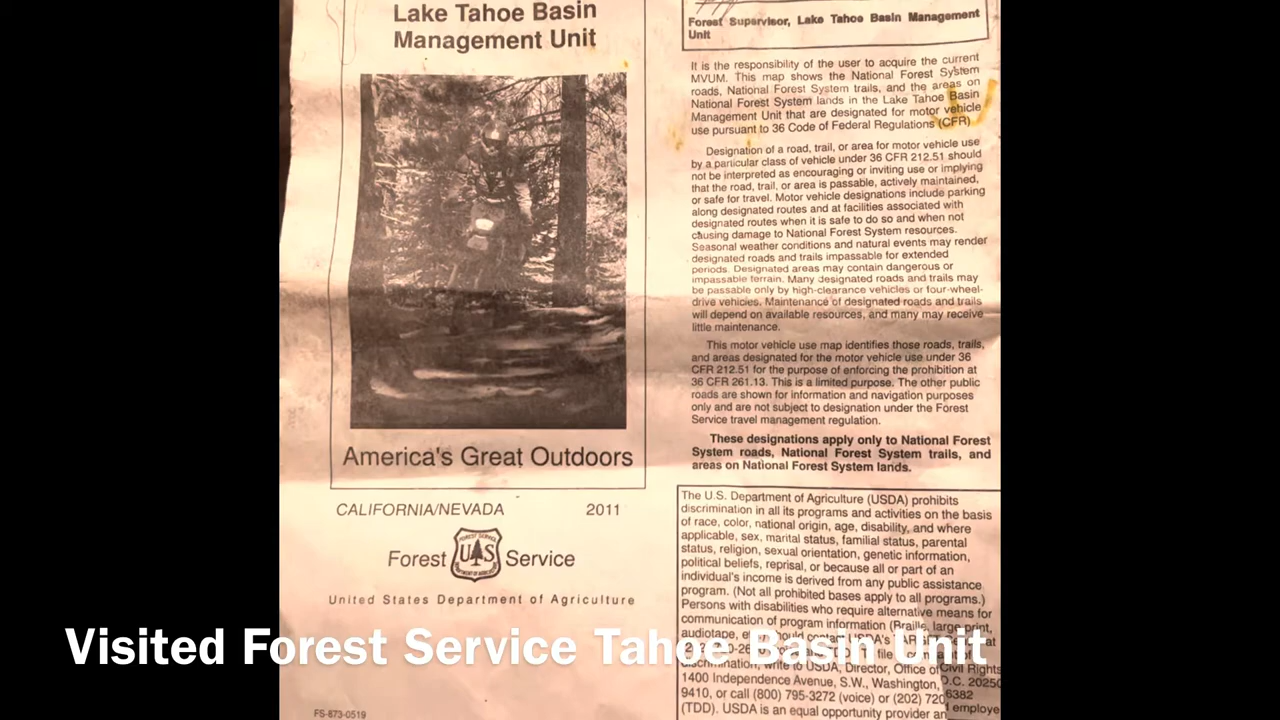 Lake Tahoe Basin
Management Unit
America's Great Outdoors
CALIFORNIA/NEVADA 2011
Forest Service
FOREST SERVICE
U S
DEPARTMENT OF AGRICULTURE
United States Department of Agriculture
FS-873-0519
Forest Supervisor, Lake Tahoe Basin Management
Unit
It is the responsibility of the user to acquire the current
MVUM. This map shows the National Forest System
roads, National Forest System trails, and the areas on
National Forest System lands in the Lake Tahoe Basin
Management Unit that are designated for motor vehicle
use pursuant to 36 Code of Federal Regulations (CFR)
Designation of a road, trail, or area for motor vehicle use
by a particular class of vehicle under 36 CFR 212.51 should
not be interpreted as encouraging or inviting use or implying
that the road, trail, or area is passable, actively maintained,
or safe for travel. Motor vehicle designations include parking
along designated routes and at facilities associated with
designated routes when it is safe to do so and when not
causing damage to National Forest System resources.
Seasonal weather conditions and natural events may render
designated roads and trails impassable for extended
periods. Designated areas may contain dangerous or
impassable terrain. Many designated roads and trails may
be passable only by high-clearance vehicles or four-wheel-
drive vehicles. Maintenance of designated roads and trails
will depend on available resources, and many may receive
little maintenance.
This motor vehicle use map identifies those roads, trails,
and areas designated for the motor vehicle use under 36
CFR 212.51 for the purpose of enforcing the prohibition at
36 CFR 261.13. This is a limited purpose. The other public
roads are shown for information and navigation purposes
only and are not subject to designation under the Forest
Service travel management regulation.
These designations apply only to National Forest
System roads, National Forest System trails, and
areas on National Forest System lands.
The U.S. Department of Agriculture (USDA) prohibits
discrimination in all its programs and activities on the basis
of race, color, national origin, age, disability, and where
applicable, sex, marital status, familial status, parental
status, religion, sexual orientation, genetic information,
political beliefs, reprisal, or because all or part of an
individual's income is derived from any public assistance
program. (Not all prohibited bases apply to all programs.)
Persons with disabilities who require alternative means for
communication of program information (Braille, large print,
audiotape, should contact USDA's at
file of
discrimination, write to USDA, Director, Office of Civil Rights
1400 Independence Avenue, S.W., Washington, D.C. 20250
9410, or call (800) 795-3272 (voice) or (202) 720 6382
(TDD). USDA is an equal opportunity provider an employe
Visited Forest Service Tahoe Basin Unit